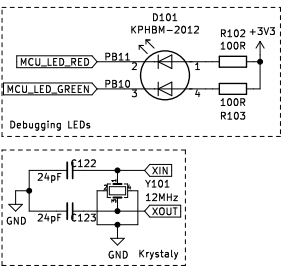 D101
KPHBM-2012
R102
100R
+3V3
MCU_LED_RED
PB11
2
1
MCU_LED_GREEN
PB10
3
4
100R
R103
Debugging LEDs
C122
24pF
XIN
Y101
12MHz
24pF
C123
XOUT
GND
GND
Krystaly